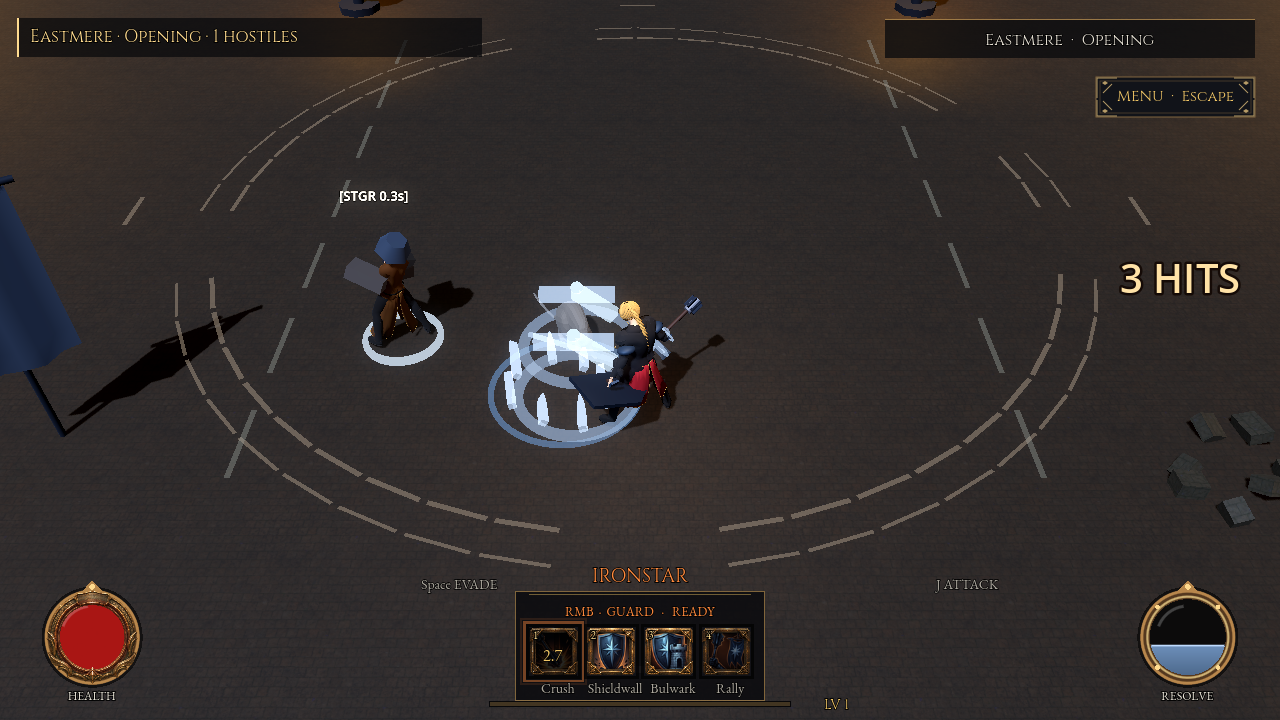 EASTMERE · OPENING · 1 HOSTILES
EASTMERE · OPENING
MENU · ESCAPE
[STGR 0.3s]
3 HITS
IRONSTAR
Space EVADE
J ATTACK
RMB · GUARD · READY
1 2 3 4
2.7
Crush Shieldwall Bulwark Rally
HEALTH
RESOLVE
LV 1